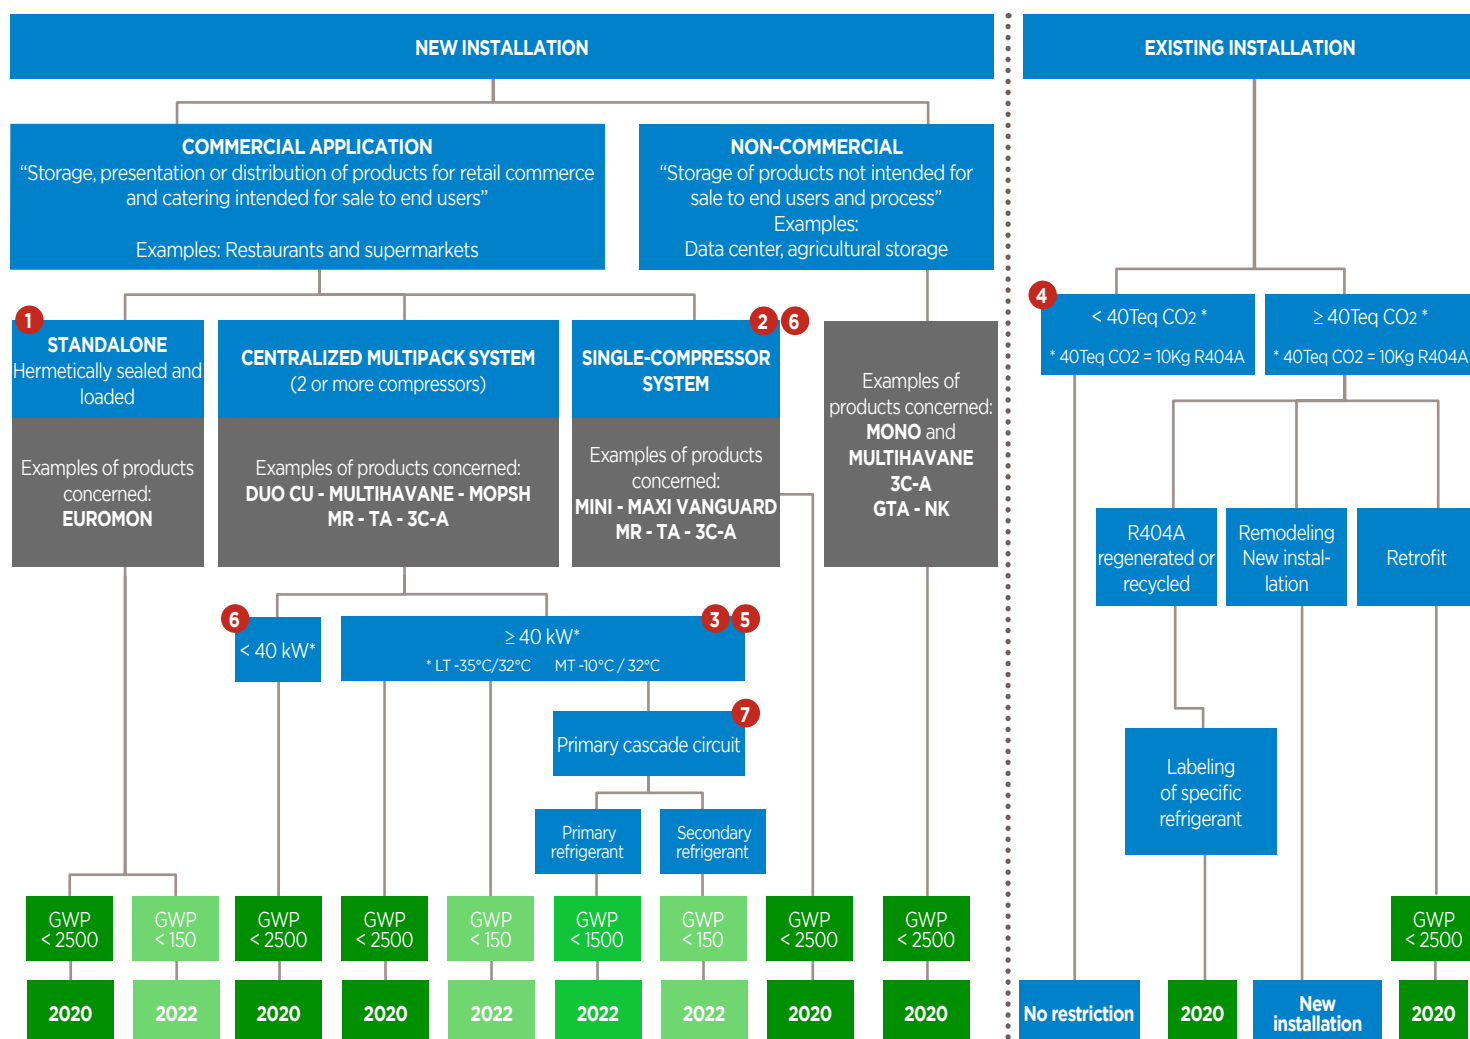 NEW INSTALLATION
EXISTING INSTALLATION
COMMERCIAL APPLICATION
“Storage, presentation or distribution of products for retail commerce
and catering intended for sale to end users”
Examples: Restaurants and supermarkets
NON-COMMERCIAL
“Storage of products not intended for
sale to end users and process”
Examples:
Data center, agricultural storage
1
STANDALONE
Hermetically sealed and
loaded
Examples of products
concerned:
EUROMON
CENTRALIZED MULTIPACK SYSTEM
(2 or more compressors)
Examples of products concerned:
DUO CU - MULTIHAVANE - MOPSH
MR - TA - 3C-A
2 6
SINGLE-COMPRESSOR
SYSTEM
Examples of products
concerned:
MINI - MAXI VANGUARD
MR - TA - 3C-A
Examples of
products concerned:
MONO and
MULTIHAVANE
3C-A
GTA - NK
4
< 40Teq CO2 *
* 40Teq CO2 = 10Kg R404A
≥ 40Teq CO2 *
* 40Teq CO2 = 10Kg R404A
R404A
regenerated or
recycled
Remodeling
New instal-
lation
Retrofit
6
< 40 kW*
3 5
≥ 40 kW*
* LT -35°C/32°C MT -10°C / 32°C
7
Primary cascade circuit
Primary
refrigerant
Secondary
refrigerant
Labeling
of specific
refrigerant
GWP
< 2500
GWP
< 150
GWP
< 2500
GWP
< 2500
GWP
< 150
GWP
< 1500
GWP
< 150
GWP
< 2500
GWP
< 2500
GWP
< 2500
2020
2022
2020
2020
2022
2022
2022
2020
2020
No restriction
2020
New
installation
2020